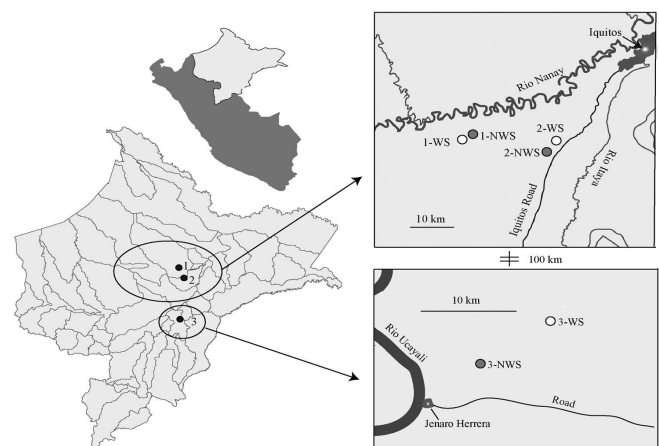 1
2
3
Iquitos
Rio Nanay
1-WS
1-NWS
2-WS
2-NWS
Iquitos Road
Rio Itaya
10 km
100 km
10 km
3-WS
Rio Ucayali
3-NWS
Road
Jenaro Herrera